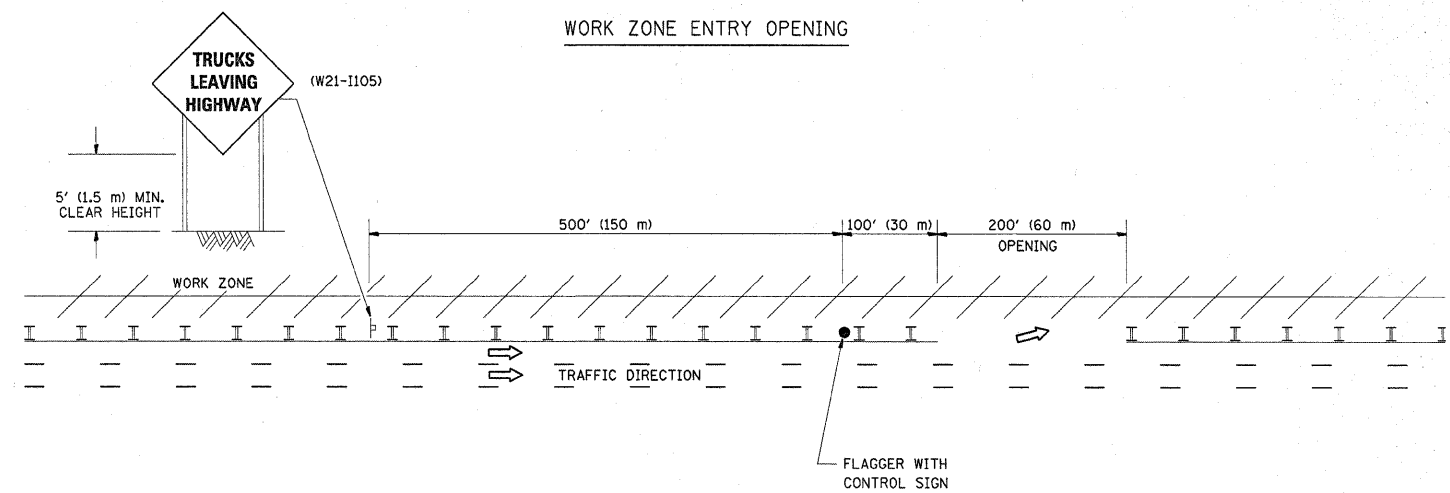 WORK ZONE ENTRY OPENING
TRUCKS
LEAVING
HIGHWAY
(W21-I105)
5' (1.5 m) MIN.
CLEAR HEIGHT
500' (150 m)
100' (30 m)
200' (60 m)
OPENING
WORK ZONE
TRAFFIC DIRECTION
FLAGGER WITH
CONTROL SIGN